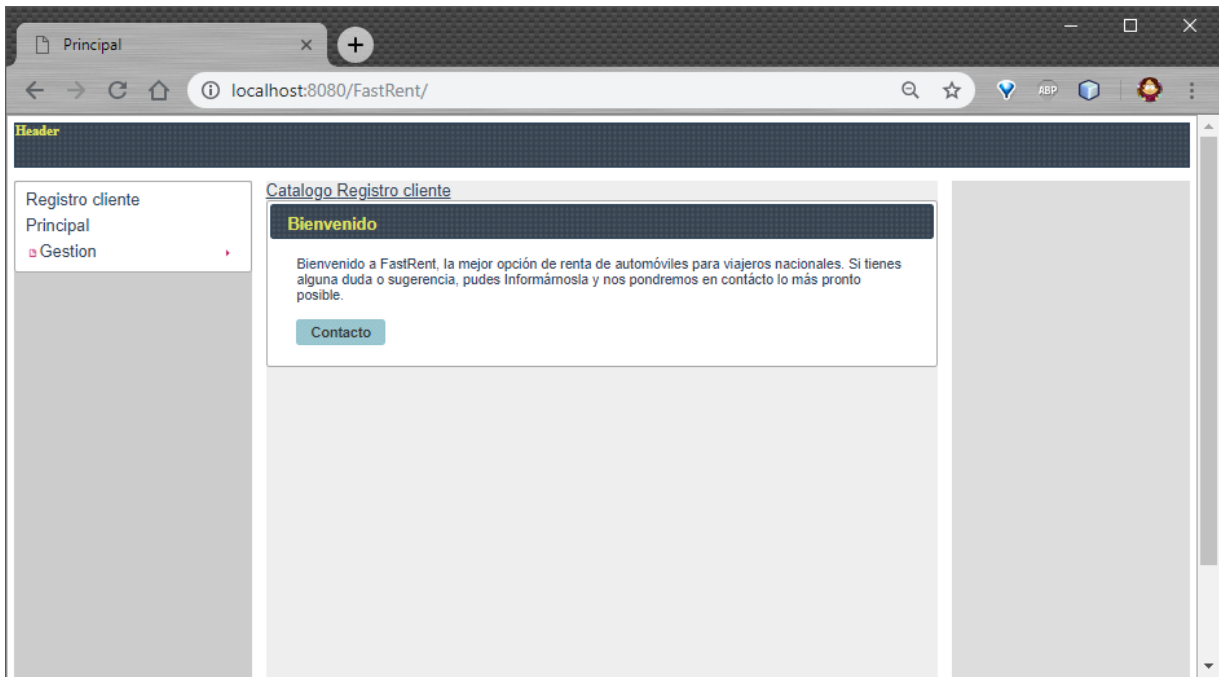 Principal
localhost:8080/FastRent/
ABP
Header
Registro cliente
Principal
Gestion
Catalogo Registro cliente
Bienvenido
Bienvenido a FastRent, la mejor opción de renta de automóviles para viajeros nacionales. Si tienes
alguna duda o sugerencia, pudes Informárnosla y nos pondremos en contácto lo más pronto
posible.
Contacto